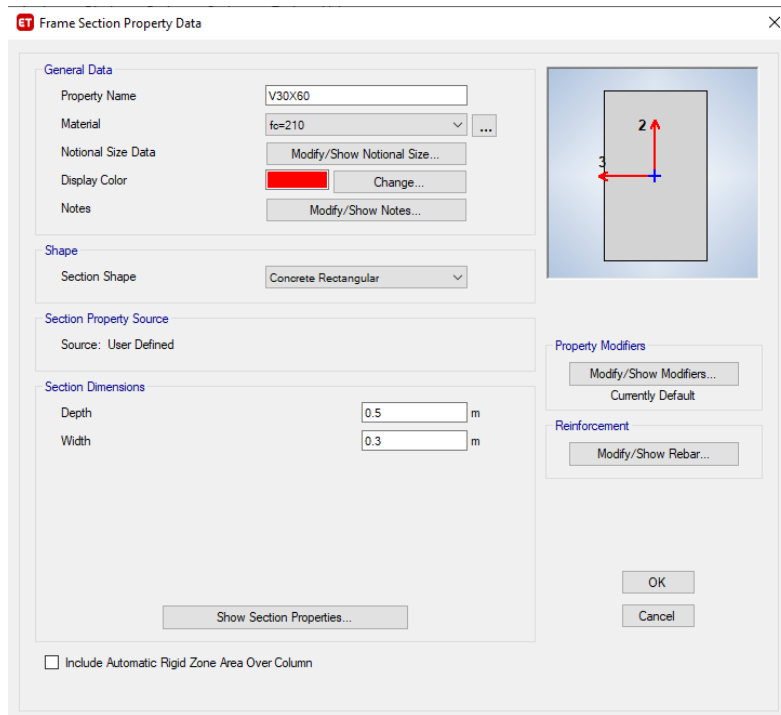 ET Frame Section Property Data
General Data
Property Name V30X60
Material fc=210 ...
Notional Size Data Modify/Show Notional Size...
Display Color Change...
Notes Modify/Show Notes...
Shape
Section Shape Concrete Rectangular
Section Property Source
Source: User Defined
Section Dimensions
Depth 0.5 m
Width 0.3 m
Show Section Properties...
Include Automatic Rigid Zone Area Over Column
2
3
Property Modifiers
Modify/Show Modifiers...
Currently Default
Reinforcement
Modify/Show Rebar...
OK
Cancel